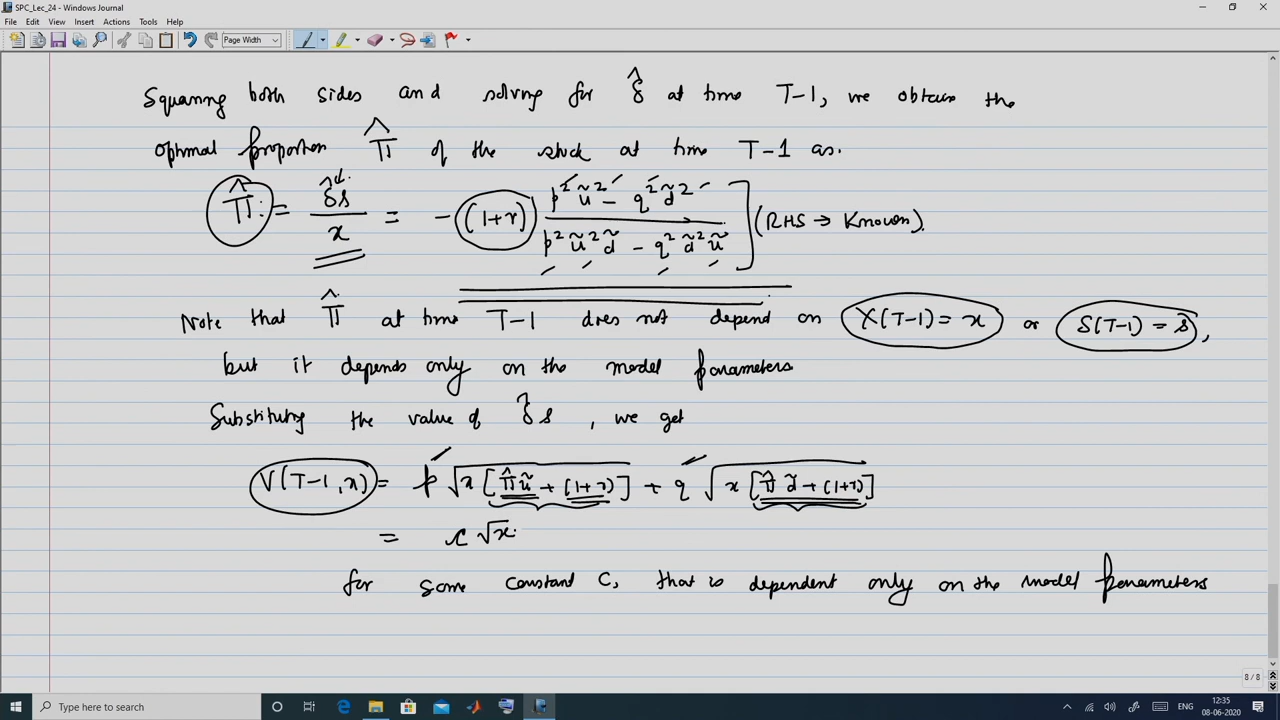 SPC_Lec_24 - Windows Journal
File Edit View Insert Actions Tools Help
Page Width
Squaring both sides and solving for δ̂ at time T-1, we obtain the
optimal proportion π̂ of the stock at time T-1 as.
π̂ := δ̂s / x = -(1+r) (p²ũ² - q²d̃²) / (p²ũ²d̃ - q²d̃²ũ) ] (RHS → Known).
Note that π̂ at time T-1 does not depend on X(T-1) = x or S(T-1) = s,
but it depends only on the model parameters
Substituting the value of δ̂s, we get
V(T-1,x) = p √(x[π̂ũ + (1+r)]) + q √(x[π̂d̃ + (1+r)])
= c √x.
for some constant C, that is dependent only on the model parameters
8/8
Type here to search
ENG
12:35
08-06-2020